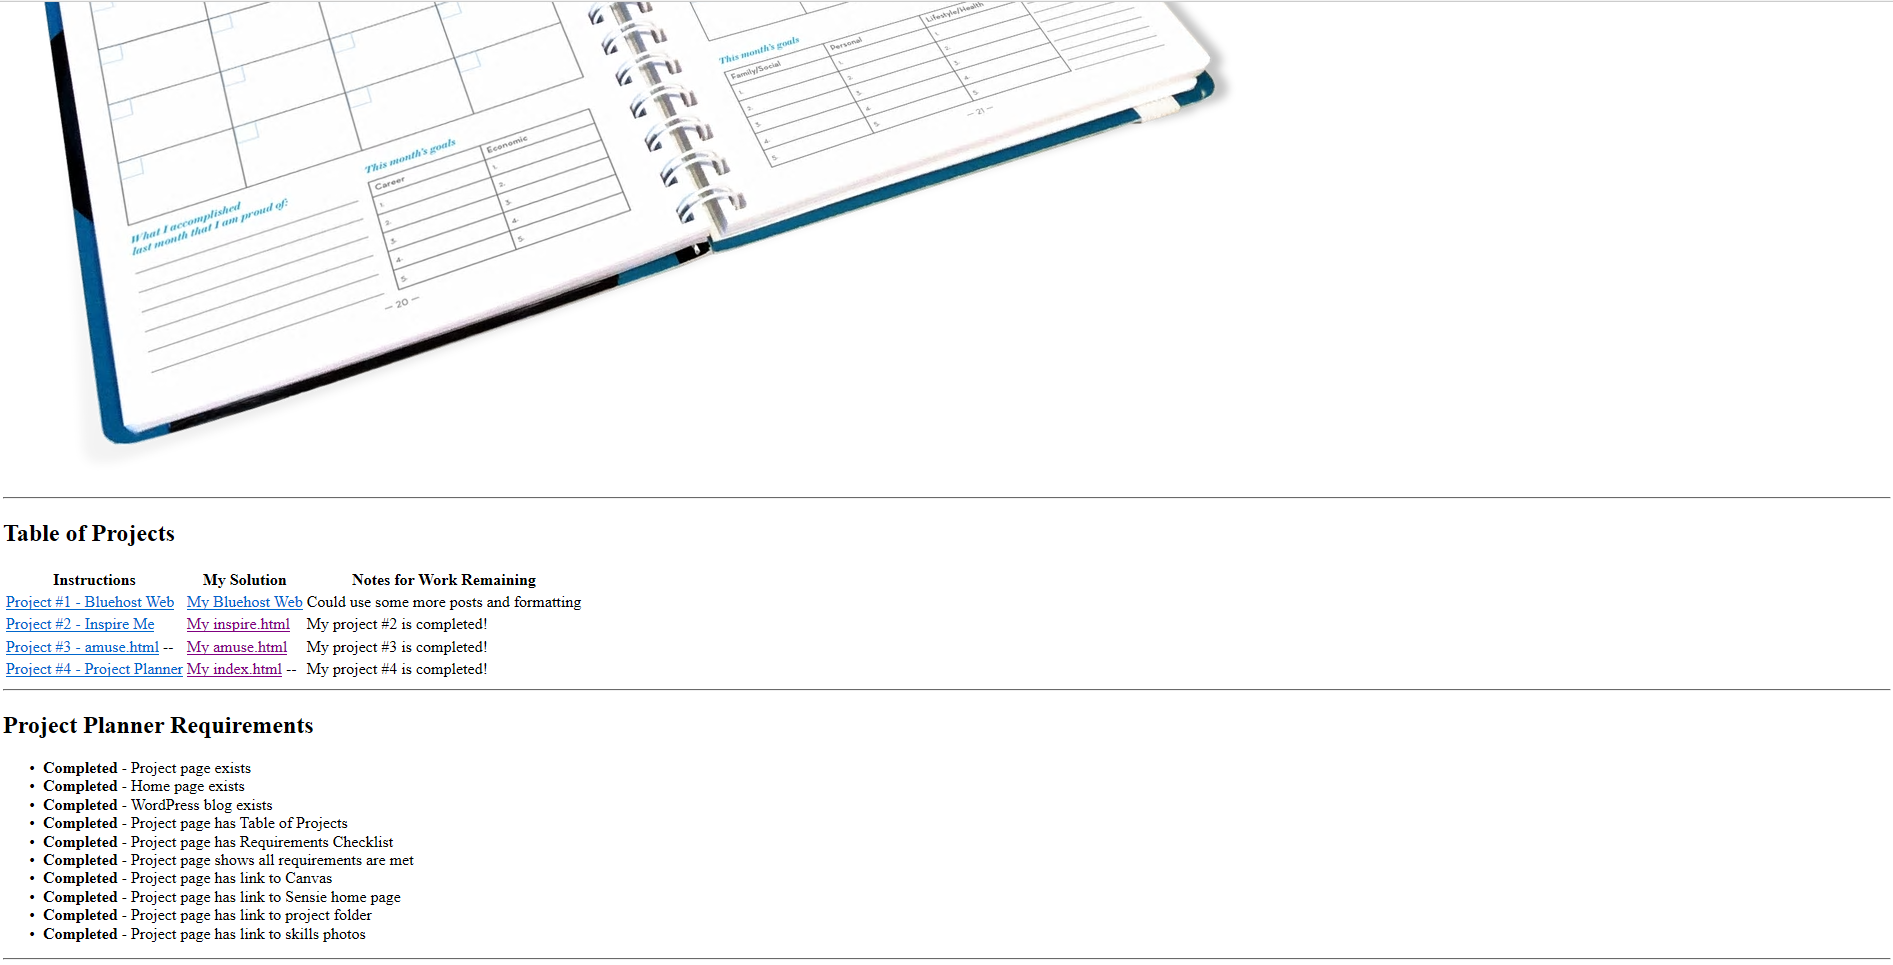 Lifestyle/Health
This month's goals
Personal
Family/Social
1.
2.
3.
4.
5.
1.
2.
3.
4.
5.
1.
2.
3.
4.
5.
— 21 —
This month's goals
Economic
Career
1.
2.
3.
4.
5.
1.
2.
3.
4.
5.
What I accomplished
last month that I am proud of:
— 20 —
Table of Projects
Instructions My Solution Notes for Work Remaining
Project #1 - Bluehost Web My Bluehost Web Could use some more posts and formatting
Project #2 - Inspire Me My inspire.html My project #2 is completed!
Project #3 - amuse.html -- My amuse.html My project #3 is completed!
Project #4 - Project Planner My index.html -- My project #4 is completed!
Project Planner Requirements
• Completed - Project page exists
• Completed - Home page exists
• Completed - WordPress blog exists
• Completed - Project page has Table of Projects
• Completed - Project page has Requirements Checklist
• Completed - Project page shows all requirements are met
• Completed - Project page has link to Canvas
• Completed - Project page has link to Sensie home page
• Completed - Project page has link to project folder
• Completed - Project page has link to skills photos